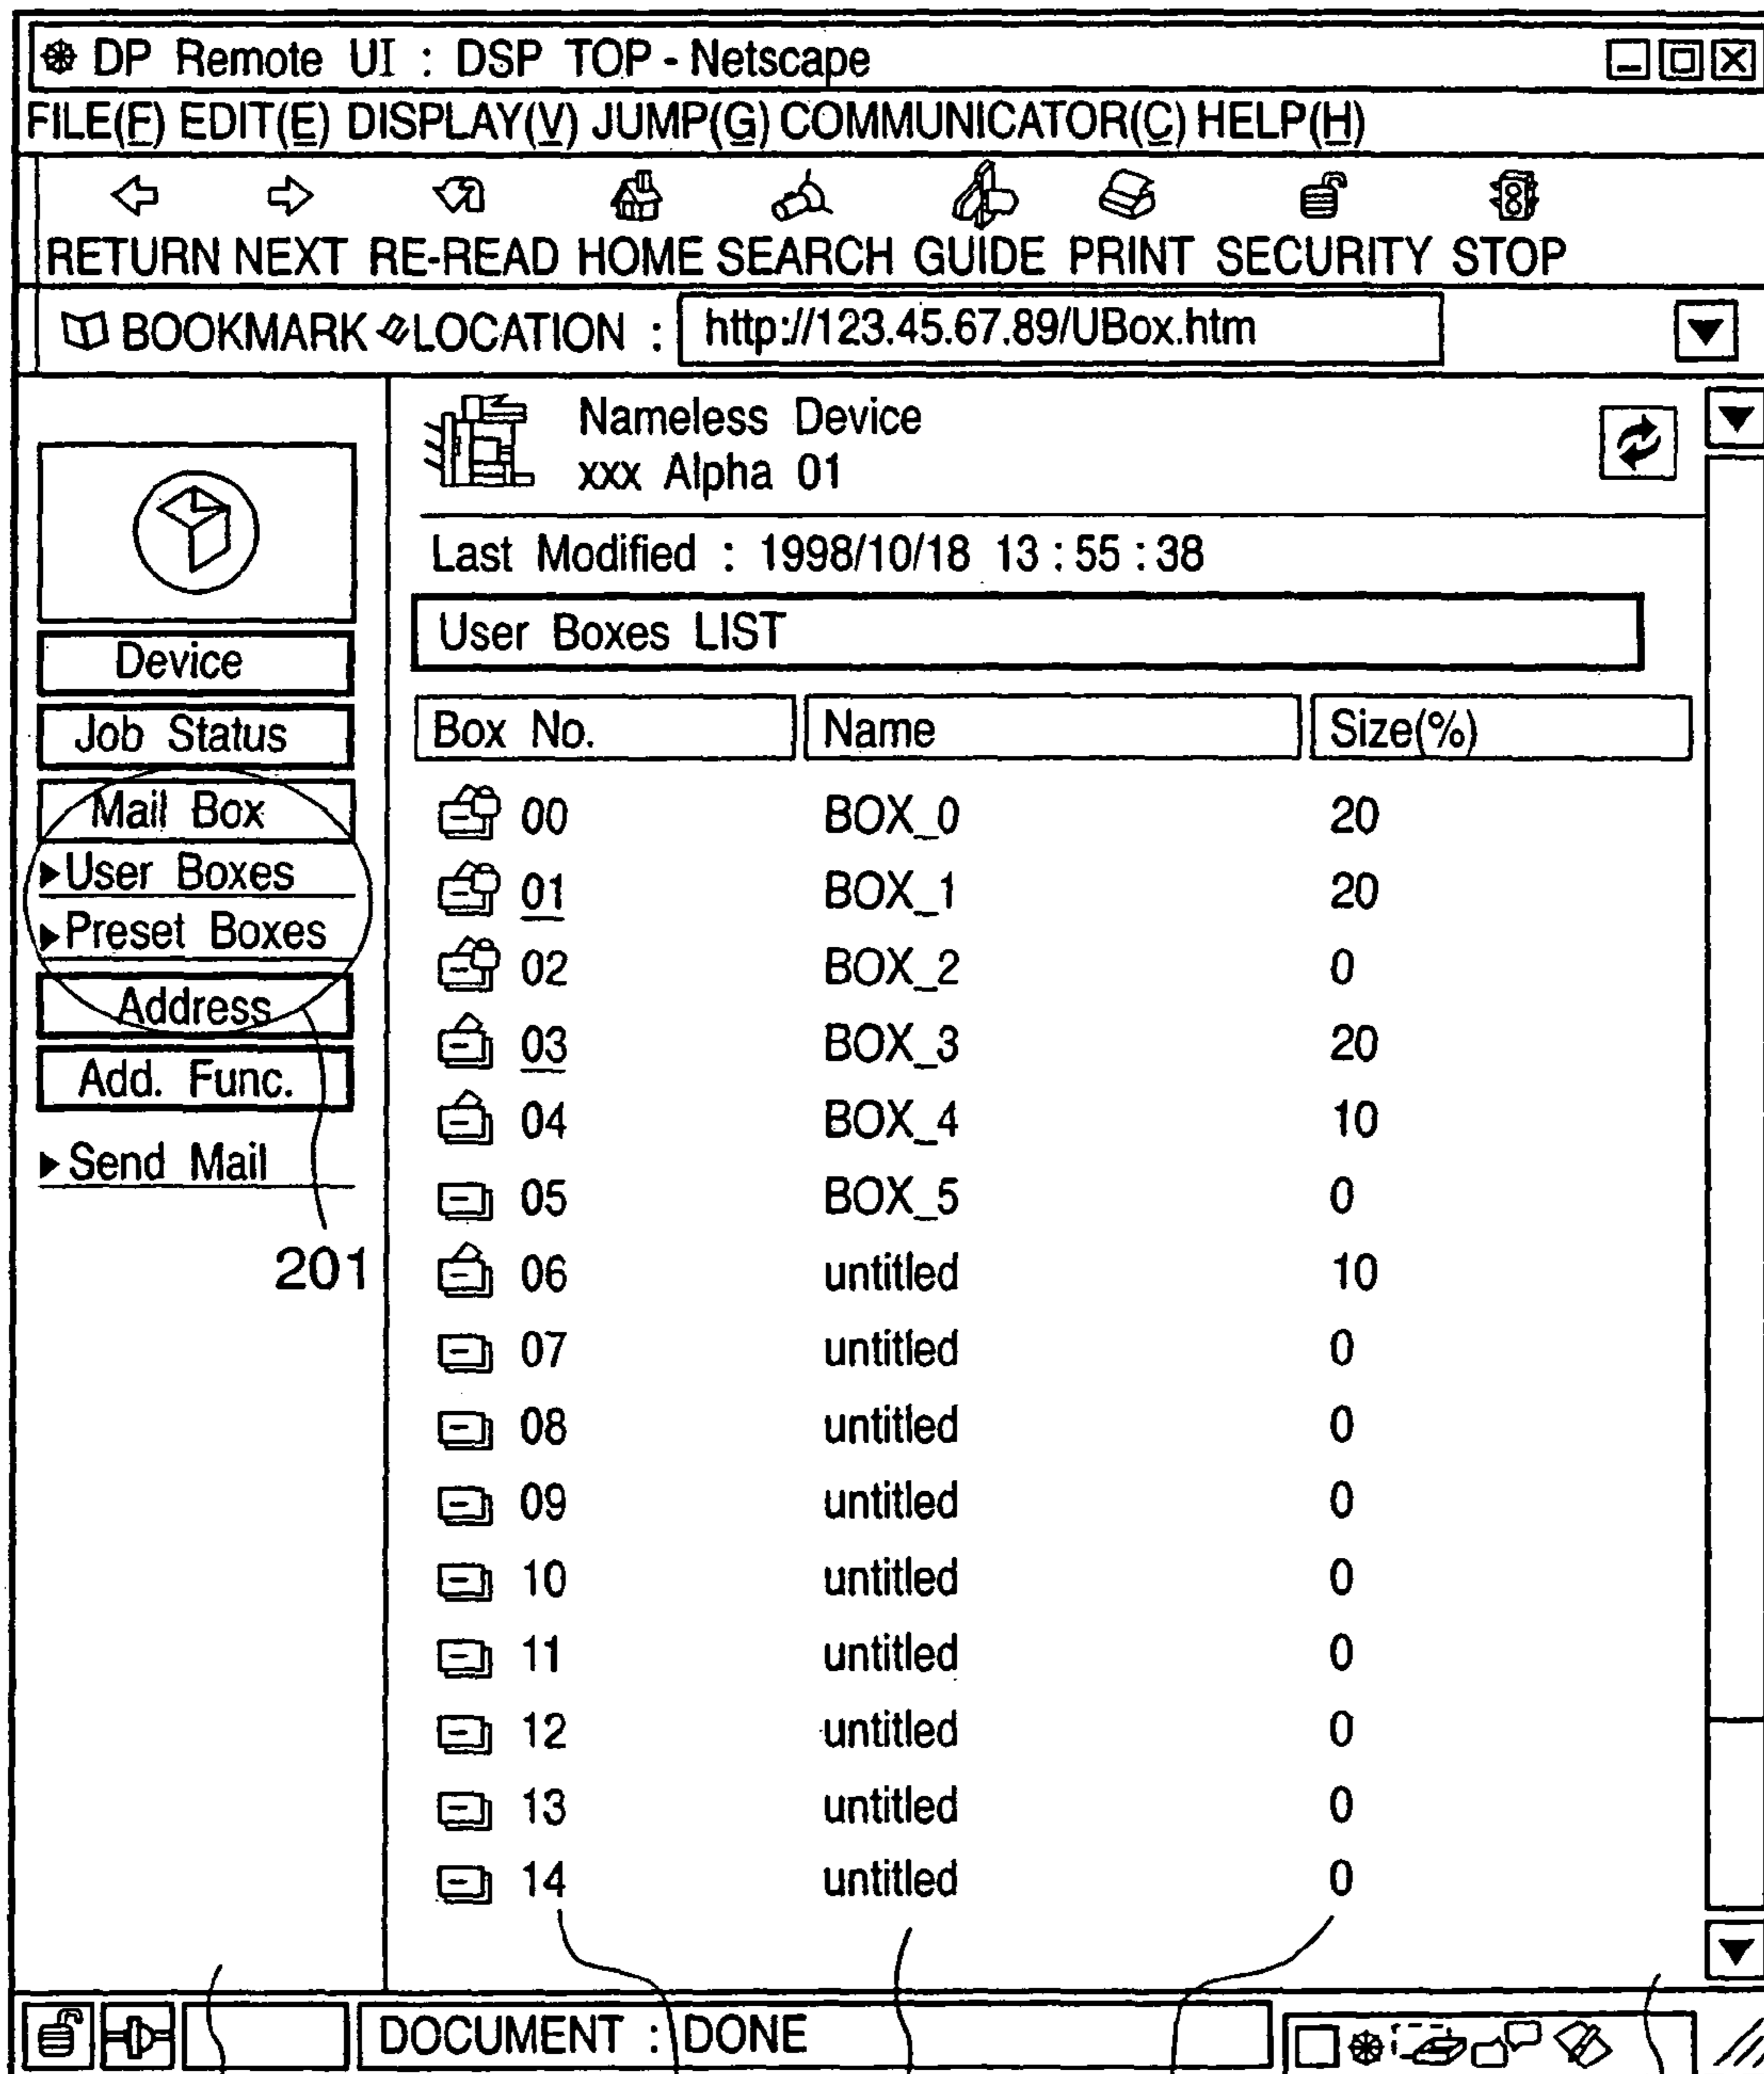 DP Remote UI : DSP TOP - Netscape
FILE(F) EDIT(E) DISPLAY(V) JUMP(G) COMMUNICATOR(C) HELP(H)
RETURN NEXT RE-READ HOME SEARCH GUIDE PRINT SECURITY STOP
BOOKMARK LOCATION : http://123.45.67.89/UBox.htm
Nameless Device
xxx Alpha 01
Last Modified : 1998/10/18 13 : 55 : 38
User Boxes LIST
Device
Job Status
Mail Box
User Boxes
Preset Boxes
Address
Add. Func.
Send Mail
201
Box No. Name Size(%)
00 BOX_0 20
01 BOX_1 20
02 BOX_2 0
03 BOX_3 20
04 BOX_4 10
05 BOX_5 0
06 untitled 10
07 untitled 0
08 untitled 0
09 untitled 0
10 untitled 0
11 untitled 0
12 untitled 0
13 untitled 0
14 untitled 0
DOCUMENT : DONE